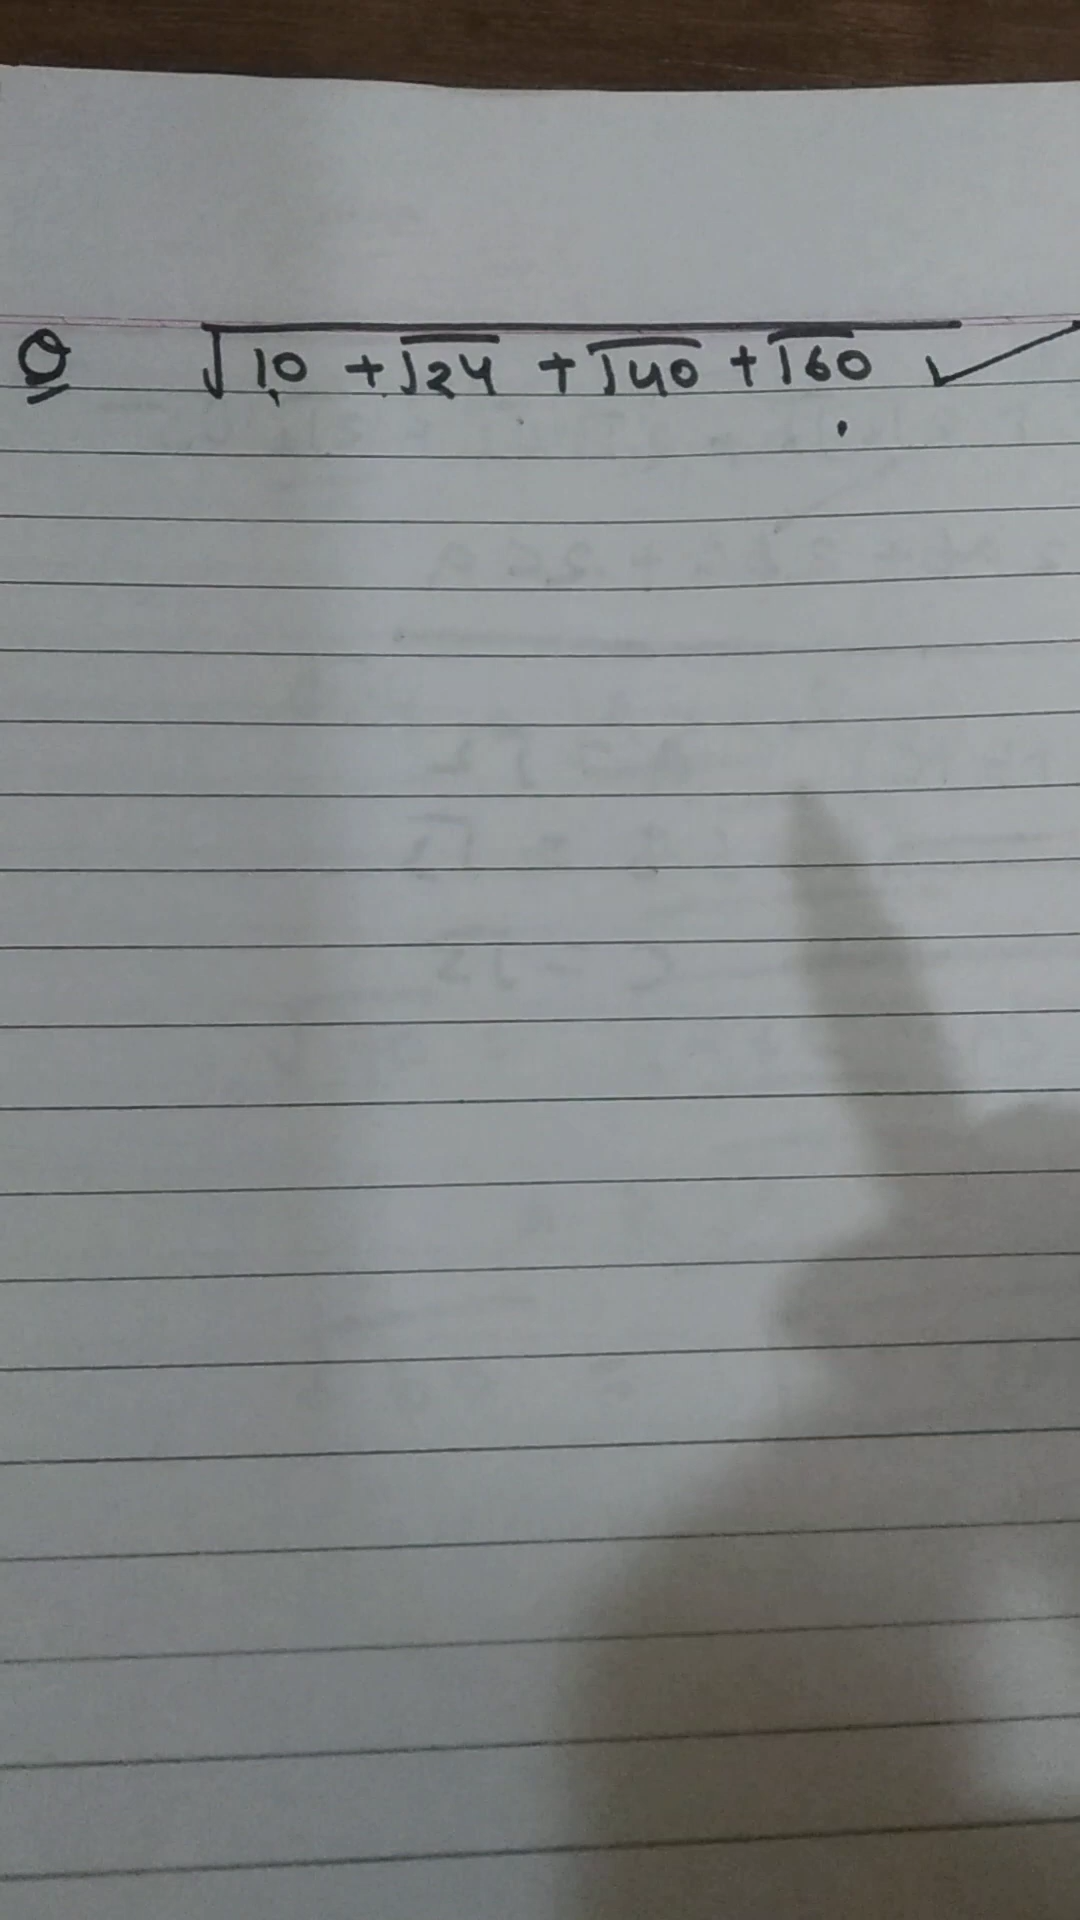 Q √10 + √24 + √40 + √60